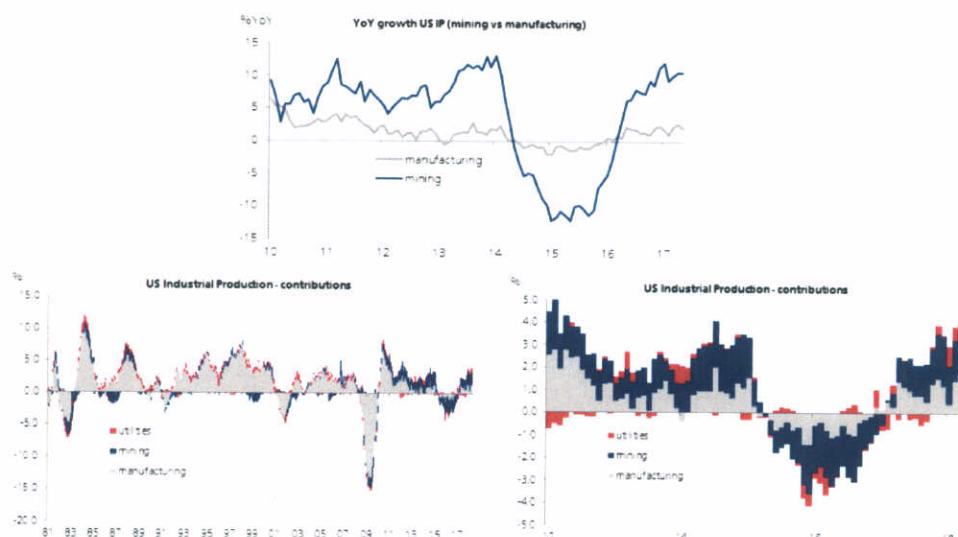 %YoY
YoY growth US IP (mining vs manufacturing)
15
10
5
0
-5
-10
-15
manufacturing
mining
10 11 12 13 14 15 16 17
%
US Industrial Production - contributions
15.0
10.0
5.0
0.0
-5.0
-10.0
-15.0
-20.0
utilities
mining
manufacturing
81 83 85 87 89 91 93 95 97 99 01 03 05 07 09 11 13 15 17
%
US Industrial Production - contributions
5.0
4.0
3.0
2.0
1.0
0.0
-1.0
-2.0
-3.0
-4.0
-5.0
utilities
mining
manufacturing
14